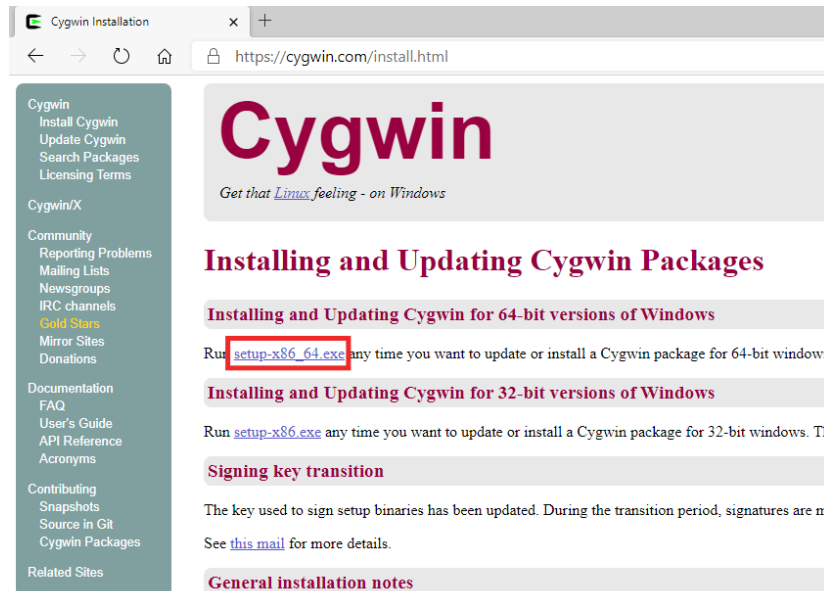 Cygwin Installation
https://cygwin.com/install.html
Cygwin
Install Cygwin
Update Cygwin
Search Packages
Licensing Terms
Cygwin/X
Community
Reporting Problems
Mailing Lists
Newsgroups
IRC channels
Gold Stars
Mirror Sites
Donations
Documentation
FAQ
User's Guide
API Reference
Acronyms
Contributing
Snapshots
Source in Git
Cygwin Packages
Related Sites
Cygwin
Get that Linux feeling - on Windows
Installing and Updating Cygwin Packages
Installing and Updating Cygwin for 64-bit versions of Windows
Run setup-x86_64.exe any time you want to update or install a Cygwin package for 64-bit windows
Installing and Updating Cygwin for 32-bit versions of Windows
Run setup-x86.exe any time you want to update or install a Cygwin package for 32-bit windows.
Signing key transition
The key used to sign setup binaries has been updated. During the transition period, signatures are
See this mail for more details.
General installation notes